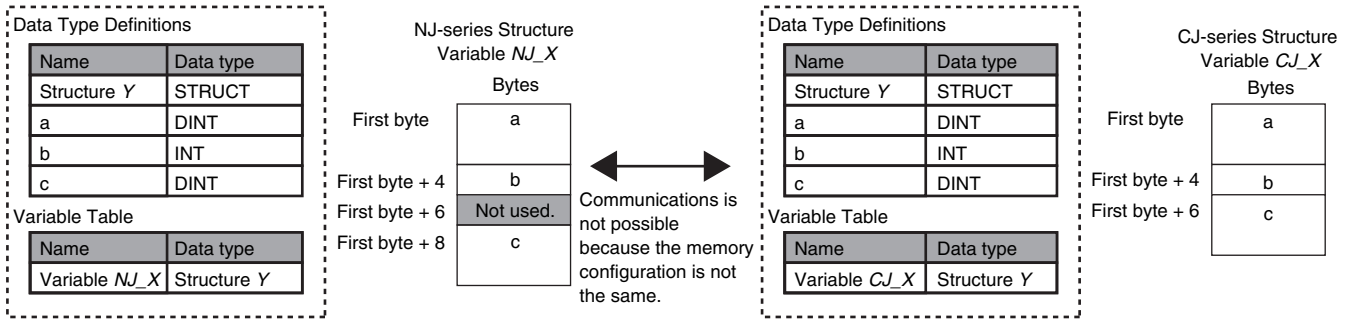 Data Type Definitions
Name Data type
Structure Y STRUCT
a DINT
b INT
c DINT
Variable Table
Name Data type
Variable NJ_X Structure Y
NJ-series Structure
Variable NJ_X
Bytes
First byte a
First byte + 4 b
First byte + 6 Not used.
First byte + 8 c
Communications is
not possible
because the memory
configuration is not
the same.
Data Type Definitions
Name Data type
Structure Y STRUCT
a DINT
b INT
c DINT
Variable Table
Name Data type
Variable CJ_X Structure Y
CJ-series Structure
Variable CJ_X
Bytes
First byte a
First byte + 4 b
First byte + 6 c